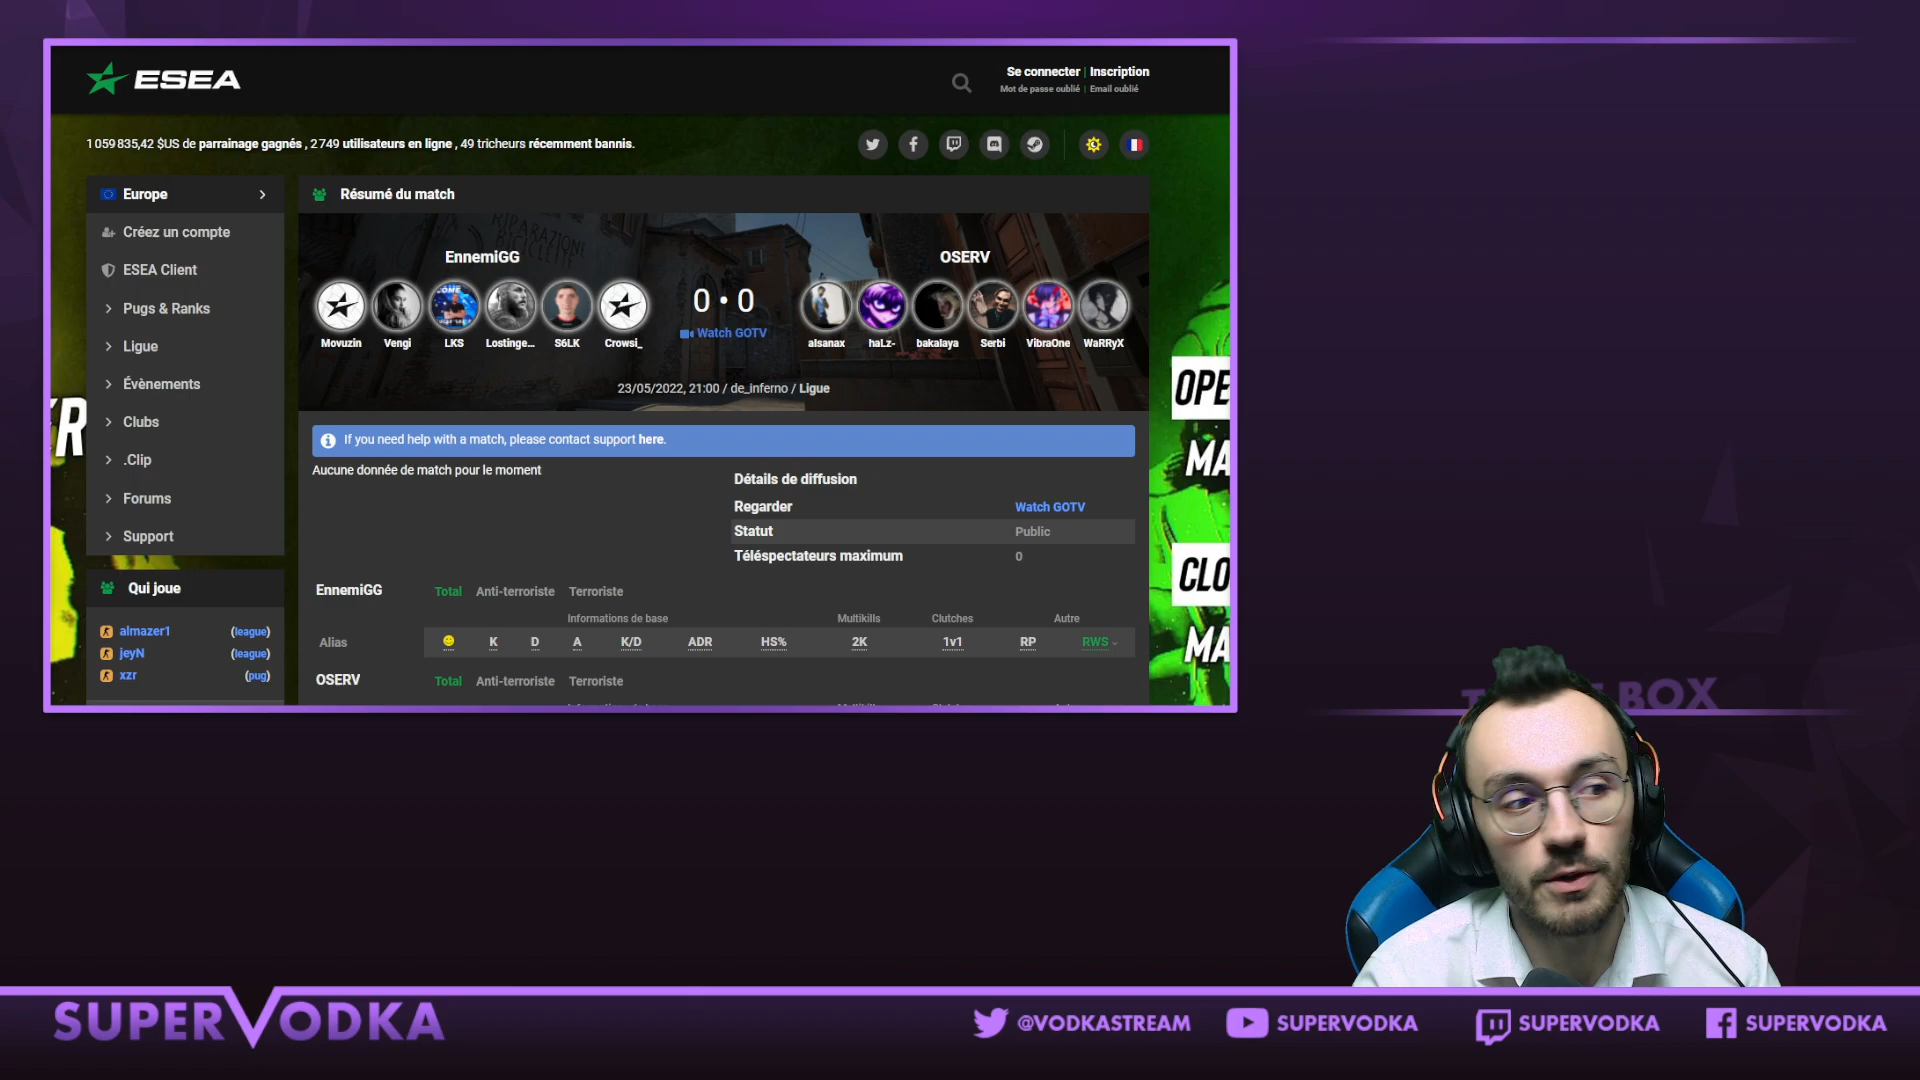 ESEA
Se connecter | Inscription
Mot de passe oublié | Email oublié
1 059 835,42 $US de parrainage gagnés , 2 749 utilisateurs en ligne , 49 tricheurs récemment bannis.
Europe
Créez un compte
ESEA Client
Pugs & Ranks
Ligue
Évènements
Clubs
.Clip
Forums
Support
Qui joue
almazer1 (league)
jeyN (league)
xzr (pug)
Résumé du match
RIPARAZIONE
BICICLETTE
EnnemiGG
OSERV
0 • 0
Watch GOTV
Movuzin Vengi LKS Lostinge... S6LK Crowsi_
alsanax haLz- bakalaya Serbi VibraOne WaRRyX
23/05/2022, 21:00 / de_inferno / Ligue
If you need help with a match, please contact support here.
Aucune donnée de match pour le moment
Détails de diffusion
Regarder Watch GOTV
Statut Public
Téléspectateurs maximum 0
EnnemiGG Total Anti-terroriste Terroriste
Informations de base Multikills Clutches Autre
Alias K D A K/D ADR HS% 2K 1v1 RP RWS
OSERV Total Anti-terroriste Terroriste
OPE
MA
CLO
MA
BOX
SUPERVODKA
@VODKASTREAM
SUPERVODKA
SUPERVODKA
SUPERVODKA